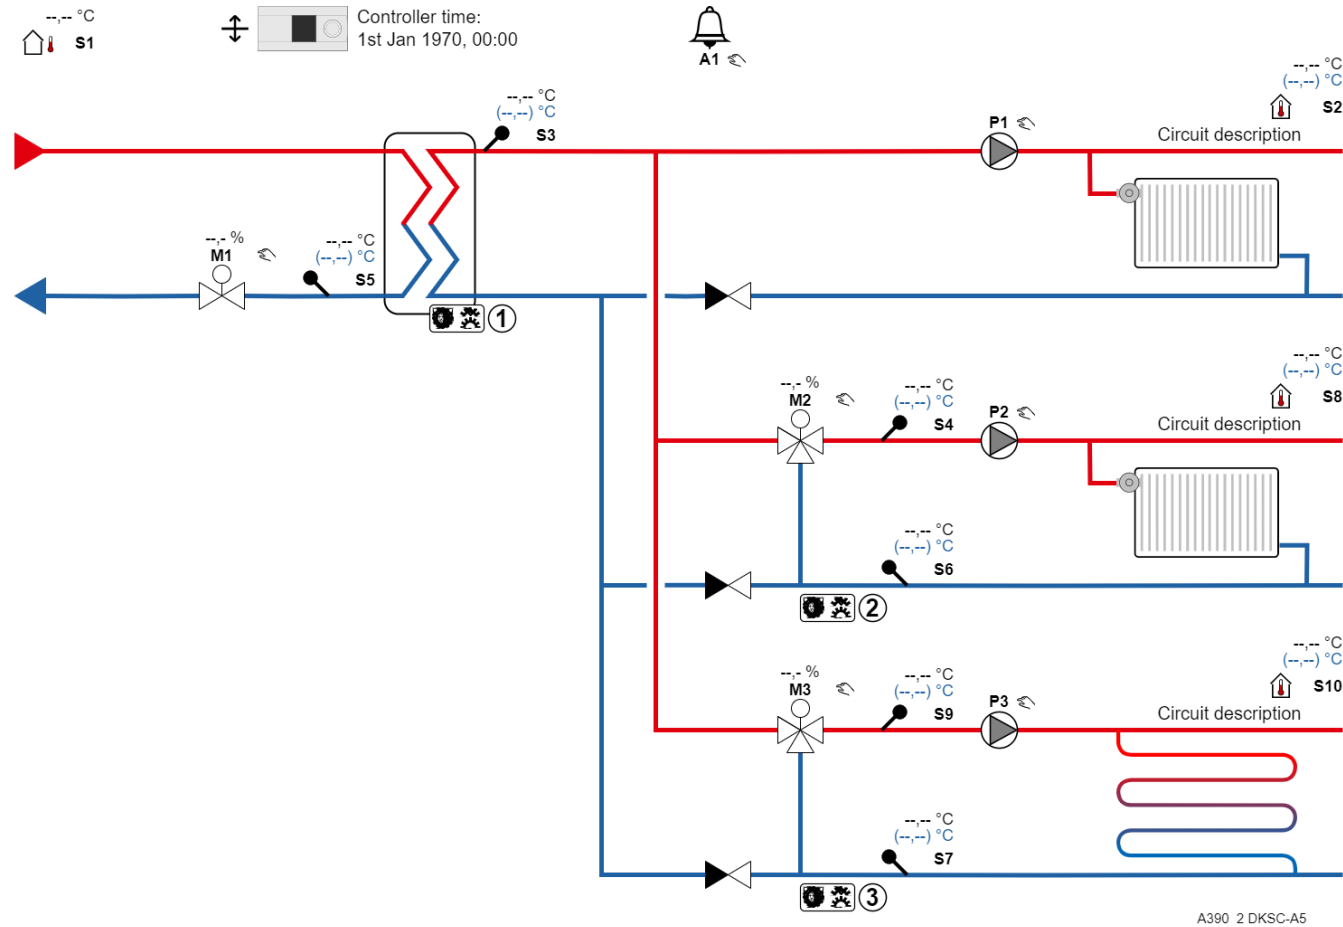 --,-- °C
S1
Controller time:
1st Jan 1970, 00:00
A1
--,-- °C
(--,--) °C
S2
Circuit description
--,-- °C
(--,--) °C
S3
P1
--,- %
M1
--,-- °C
(--,--) °C
S5
1
--,-- °C
(--,--) °C
S8
Circuit description
--,- %
M2
--,-- °C
(--,--) °C
S4
P2
--,-- °C
(--,--) °C
S6
2
--,-- °C
(--,--) °C
S10
Circuit description
--,- %
M3
--,-- °C
(--,--) °C
S9
P3
--,-- °C
(--,--) °C
S7
3
A390 2 DKSC-A5